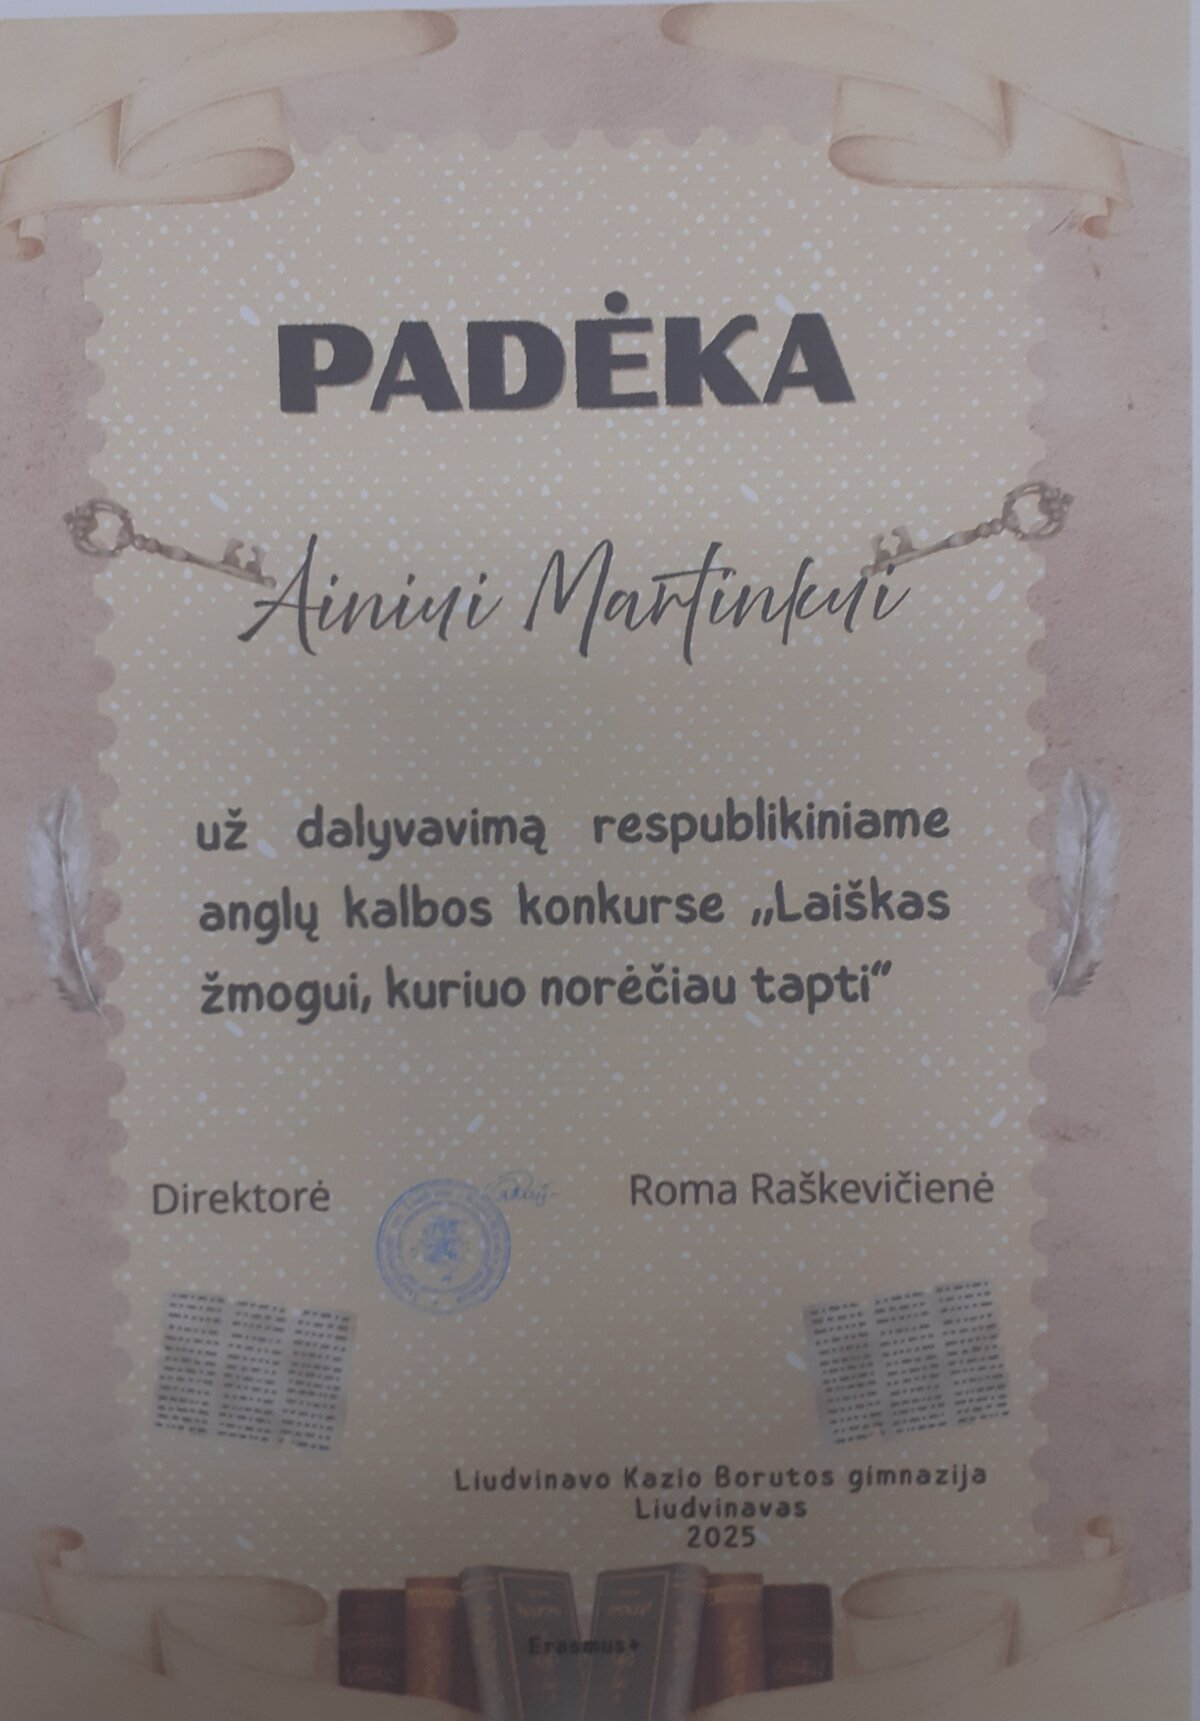 PADĖKA
Ainiui Martinkui
už dalyvavimą respublikiniame
anglų kalbos konkurse „Laiškas
žmogui, kuriuo norėčiau tapti“
Direktorė
Roma Raškevičienė
Liudvinavo Kazio Borutos gimnazija
Liudvinavas
2025
Erasmus+